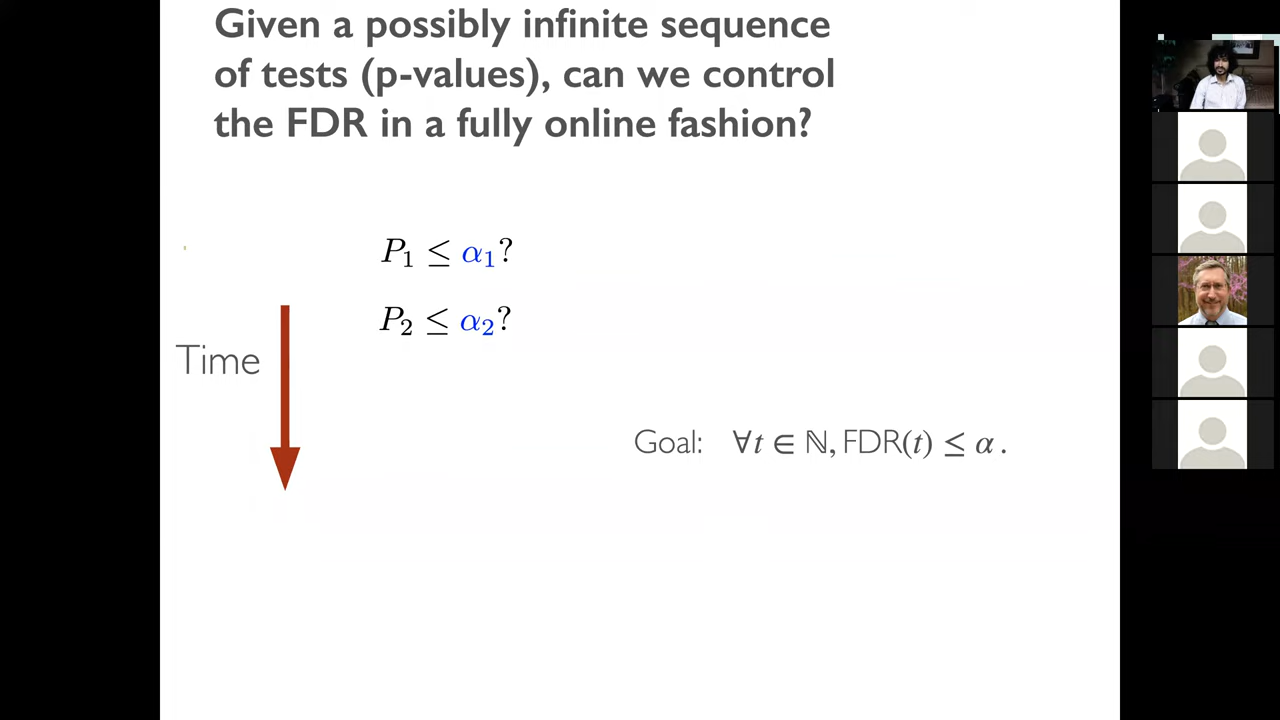 Given a possibly infinite sequence
of tests (p-values), can we control
the FDR in a fully online fashion?
P₁ ≤ α₁?
P₂ ≤ α₂?
Time
Goal: ∀t ∈ ℕ, FDR(t) ≤ α .